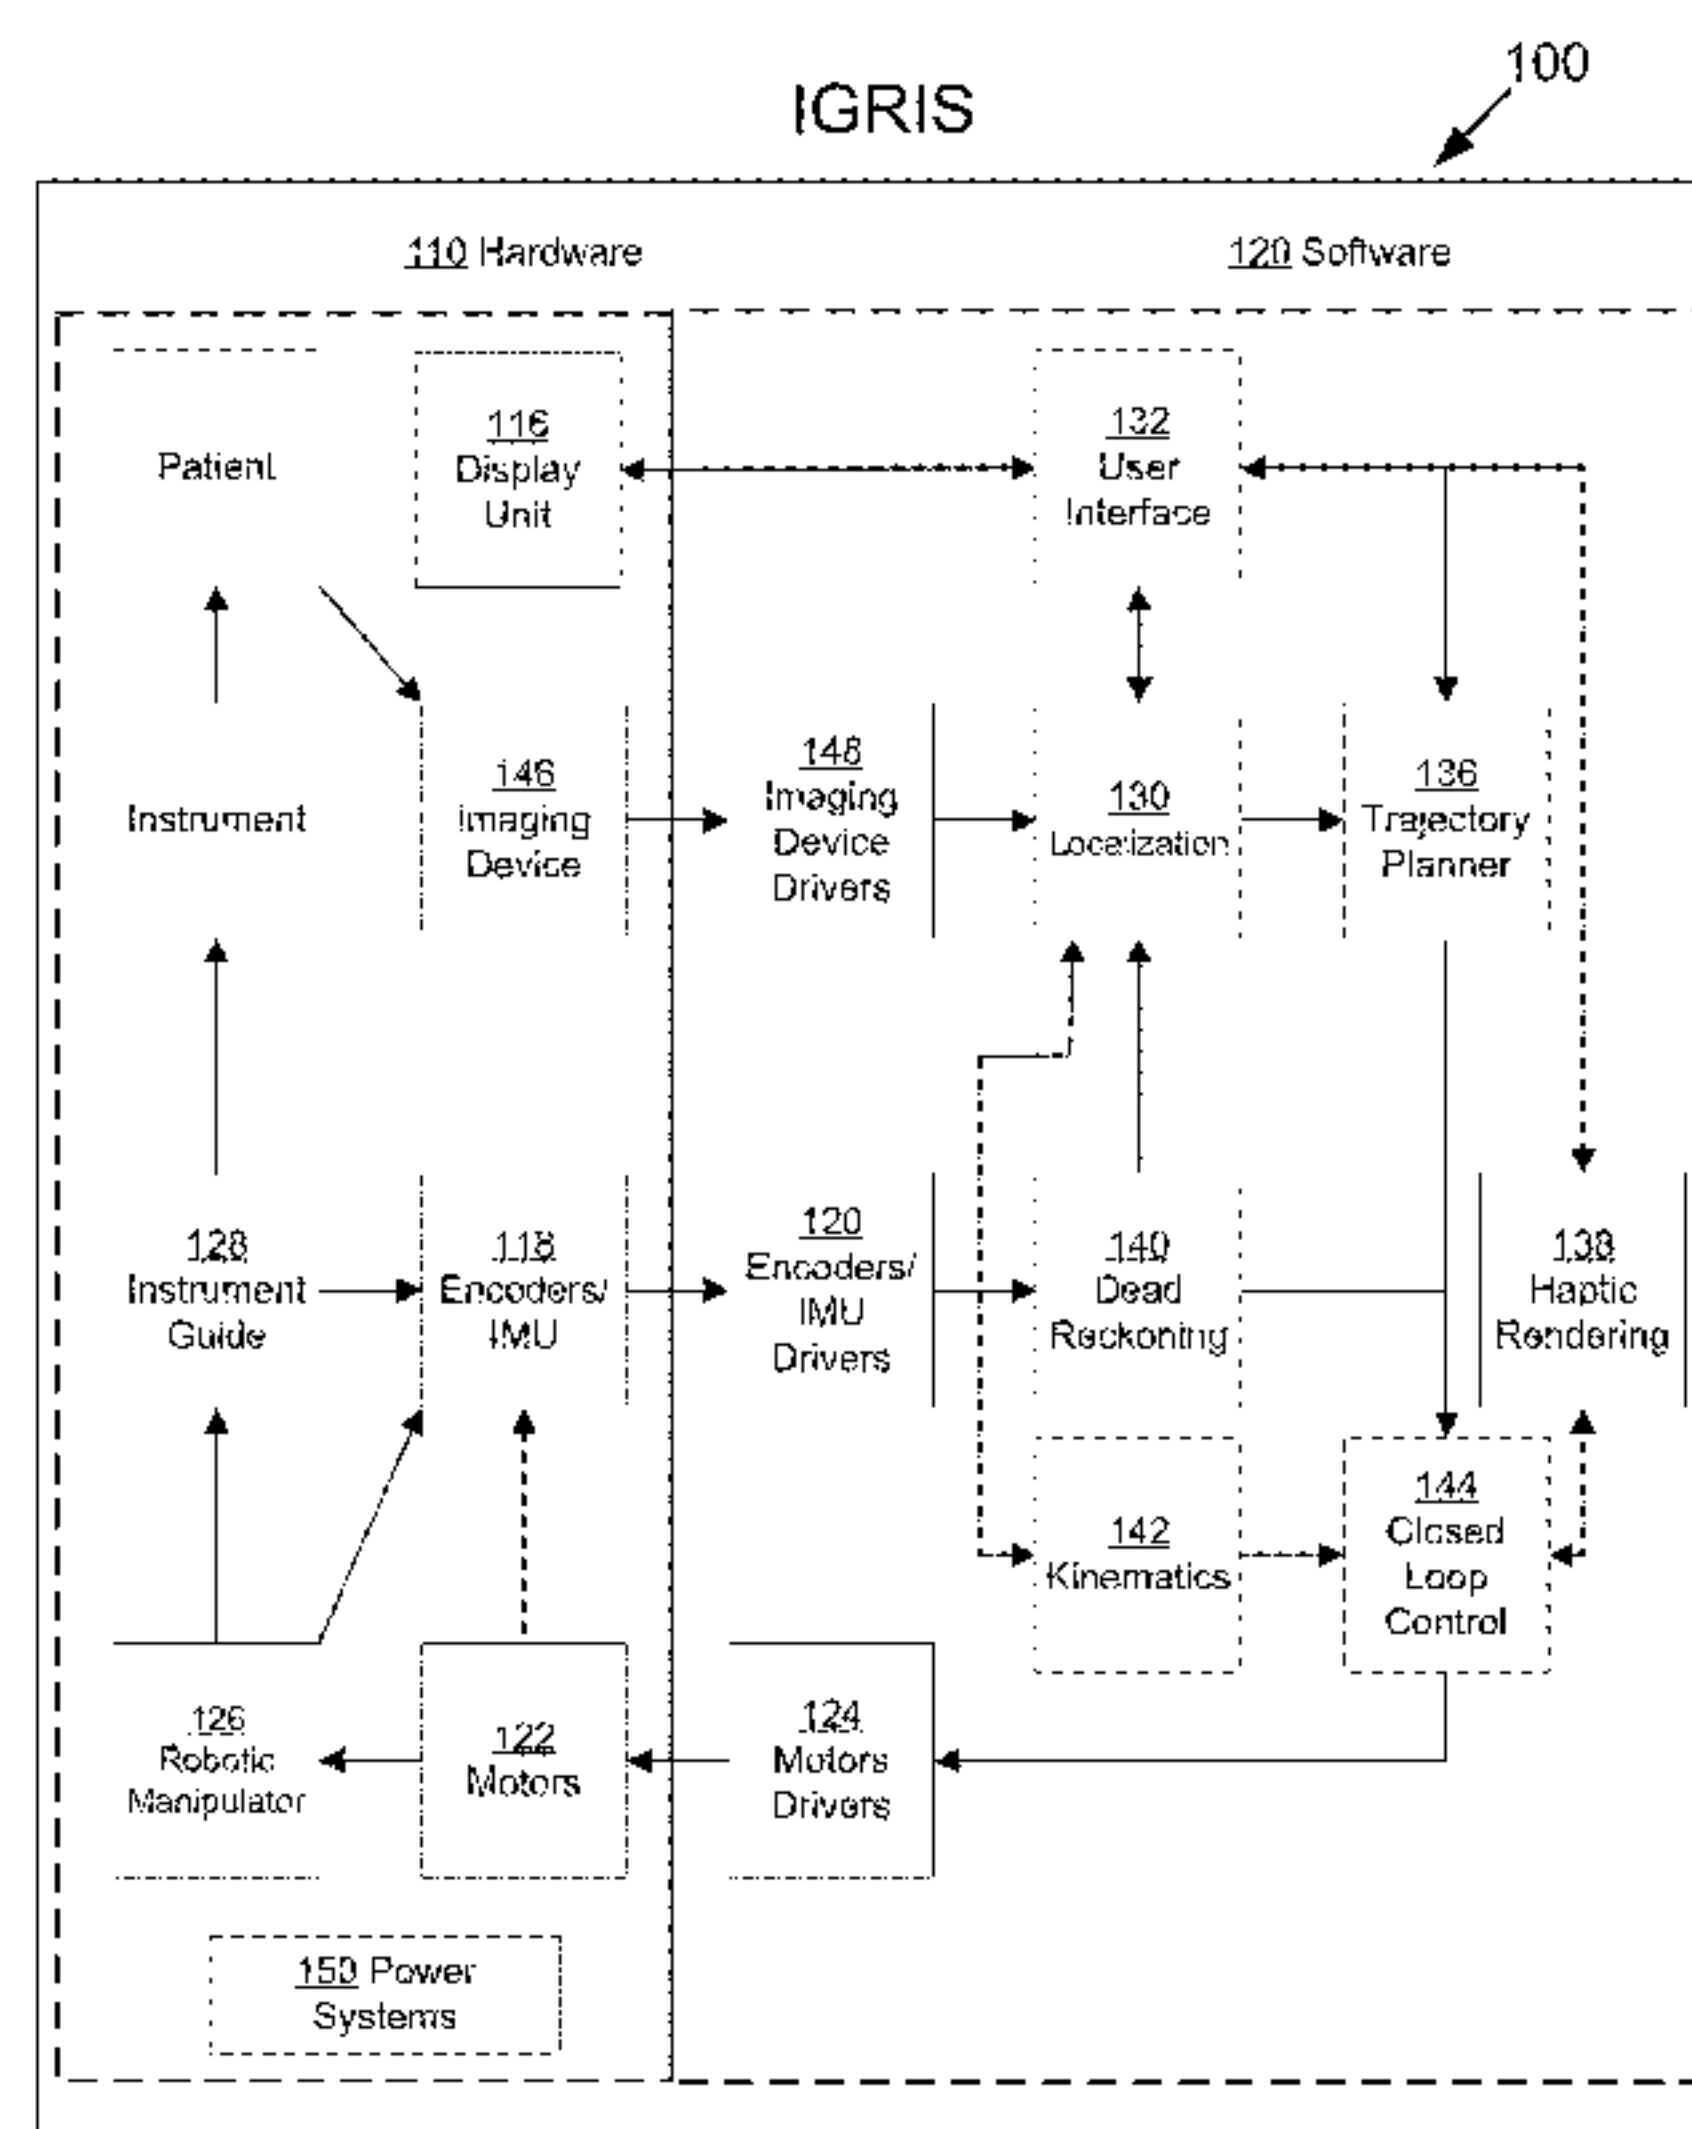 100
IGRIS
110 Hardware
120 Software
Patient
116
Display
Unit
132
User
Interface
Instrument
146
Imaging
Device
148
Imaging
Device
Drivers
130
Localization
136
Trajectory
Planner
128
Instrument
Guide
118
Encoders/
IMU
120
Encoders/
IMU
Drivers
140
Dead
Reckoning
138
Haptic
Rendering
142
Kinematics
144
Closed
Loop
Control
126
Robotic
Manipulator
122
Motors
124
Motors
Drivers
150 Power
Systems